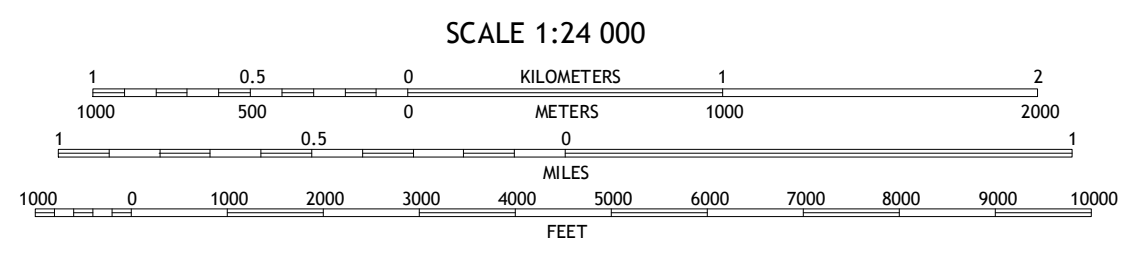 SCALE 1:24 000
1 0.5 0 KILOMETERS 1 2
1000 500 0 METERS 1000 2000
1 0.5 0 1
MILES
1000 0 1000 2000 3000 4000 5000 6000 7000 8000 9000 10000
FEET